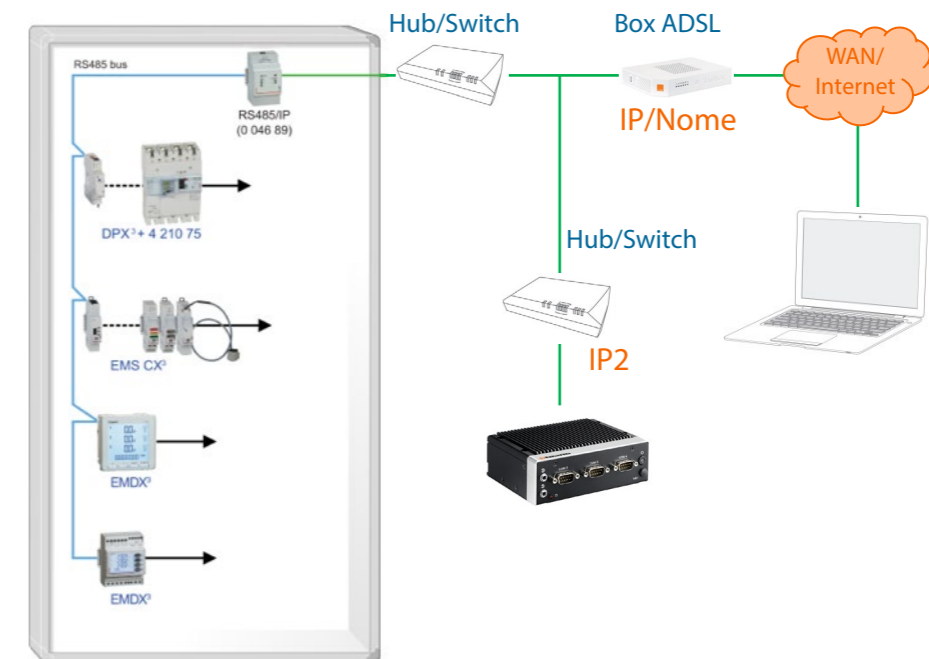 Hub/Switch
Box ADSL
WAN/
Internet
IP/Nome
RS485 bus
RS485/IP
(0 046 89)
DPX³+ 4 210 75
Hub/Switch
IP2
EMS CX³
EMDX³
EMDX³